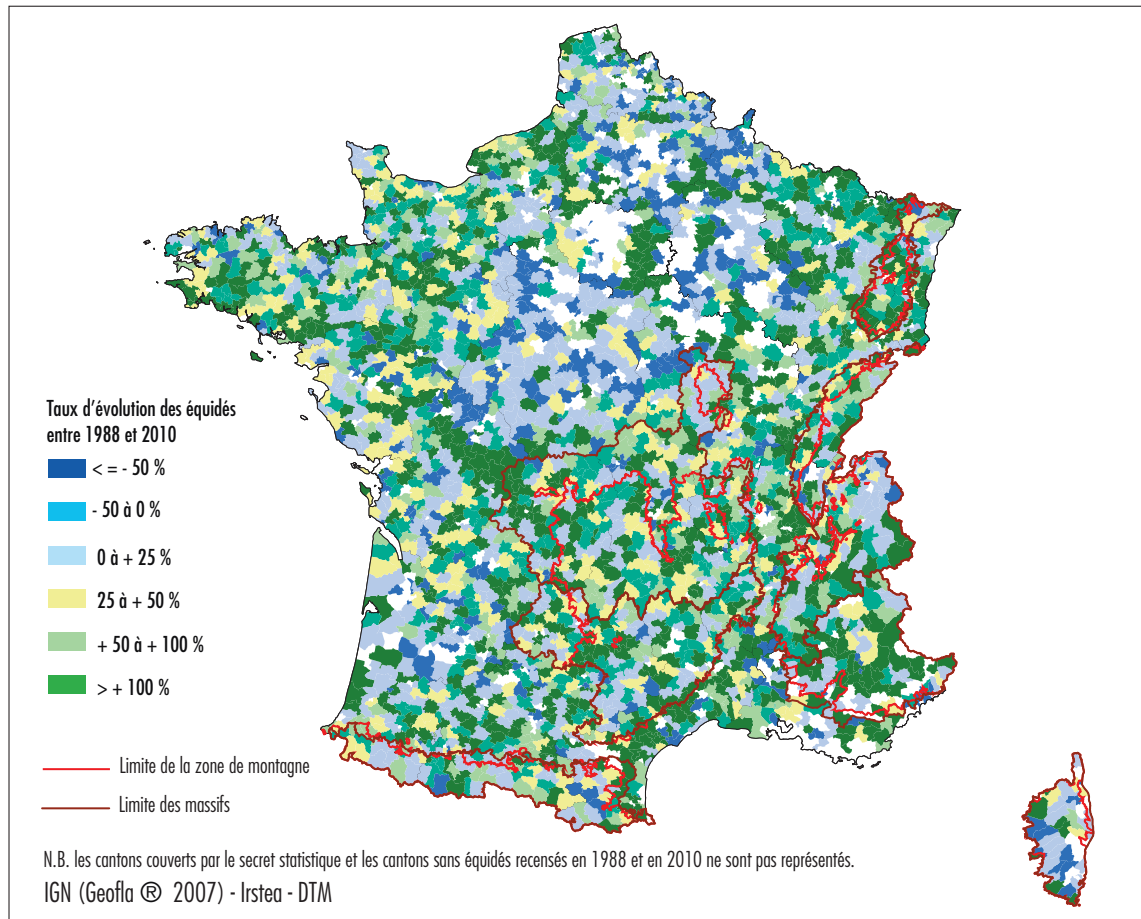 Taux d'évolution des équidés
entre 1988 et 2010
< = - 50 %
- 50 à 0 %
0 à + 25 %
25 à + 50 %
+ 50 à + 100 %
> + 100 %
Limite de la zone de montagne
Limite des massifs
N.B. les cantons couverts par le secret statistique et les cantons sans équidés recensés en 1988 et en 2010 ne sont pas représentés.
IGN (Geofla ® 2007) - Irstea - DTM